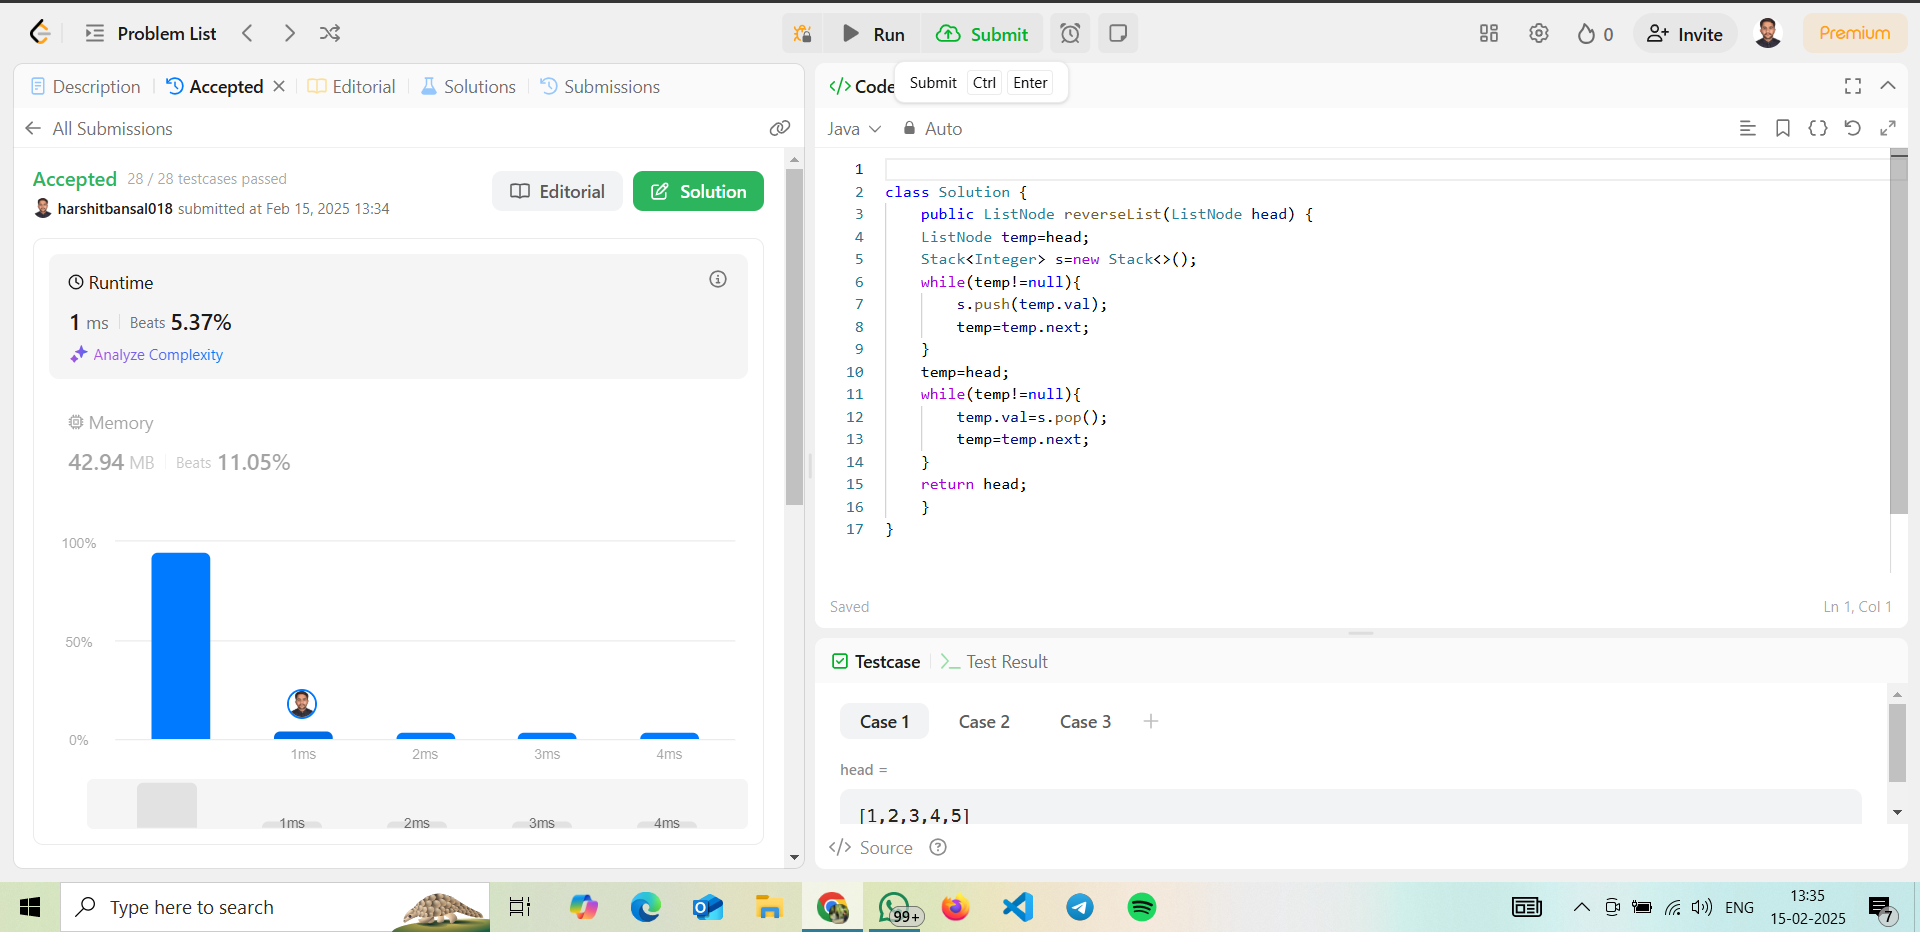 Problem List
Run
Submit
0
Invite
Premium
Description
Accepted
Editorial
Solutions
Submissions
All Submissions
Accepted 28 / 28 testcases passed
harshitbansal018 submitted at Feb 15, 2025 13:34
Editorial
Solution
Runtime
1 ms Beats 5.37%
Analyze Complexity
Memory
42.94 MB Beats 11.05%
100%
50%
0%
1ms 2ms 3ms 4ms
1ms 2ms 3ms 4ms
</> Code
Submit Ctrl Enter
Java Auto
1
2 class Solution {
3 public ListNode reverseList(ListNode head) {
4 ListNode temp=head;
5 Stack<Integer> s=new Stack<>();
6 while(temp!=null){
7 s.push(temp.val);
8 temp=temp.next;
9 }
10 temp=head;
11 while(temp!=null){
12 temp.val=s.pop();
13 temp=temp.next;
14 }
15 return head;
16 }
17 }
Saved
Ln 1, Col 1
Testcase
Test Result
Case 1 Case 2 Case 3 +
head =
[1,2,3,4,5]
</> Source
Type here to search
99+
ENG
13:35
15-02-2025
7